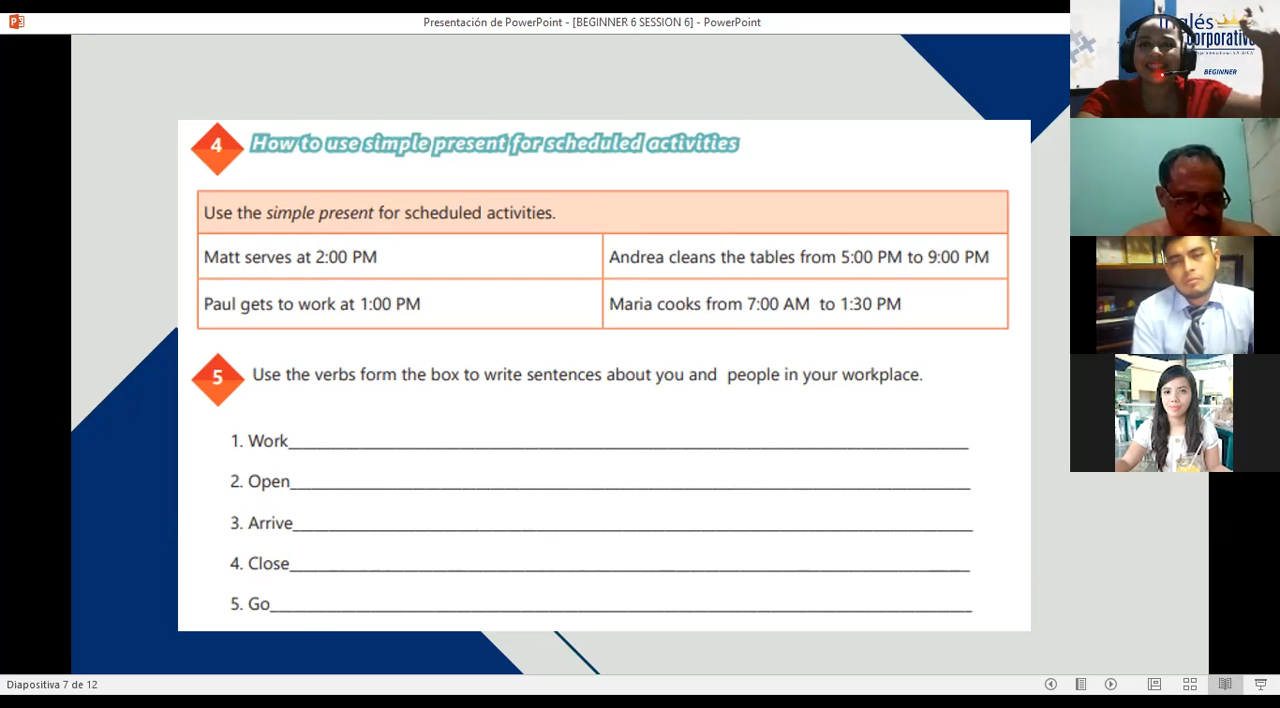 Presentación de PowerPoint - [BEGINNER 6 SESSION 6] - PowerPoint
Inglés
Corporativo
BEGINNER
4 How to use simple present for scheduled activities
Use the simple present for scheduled activities.
Matt serves at 2:00 PM Andrea cleans the tables from 5:00 PM to 9:00 PM
Paul gets to work at 1:00 PM Maria cooks from 7:00 AM to 1:30 PM
5 Use the verbs form the box to write sentences about you and people in your workplace.
1. Work
2. Open
3. Arrive
4. Close
5. Go
Diapositiva 7 de 12